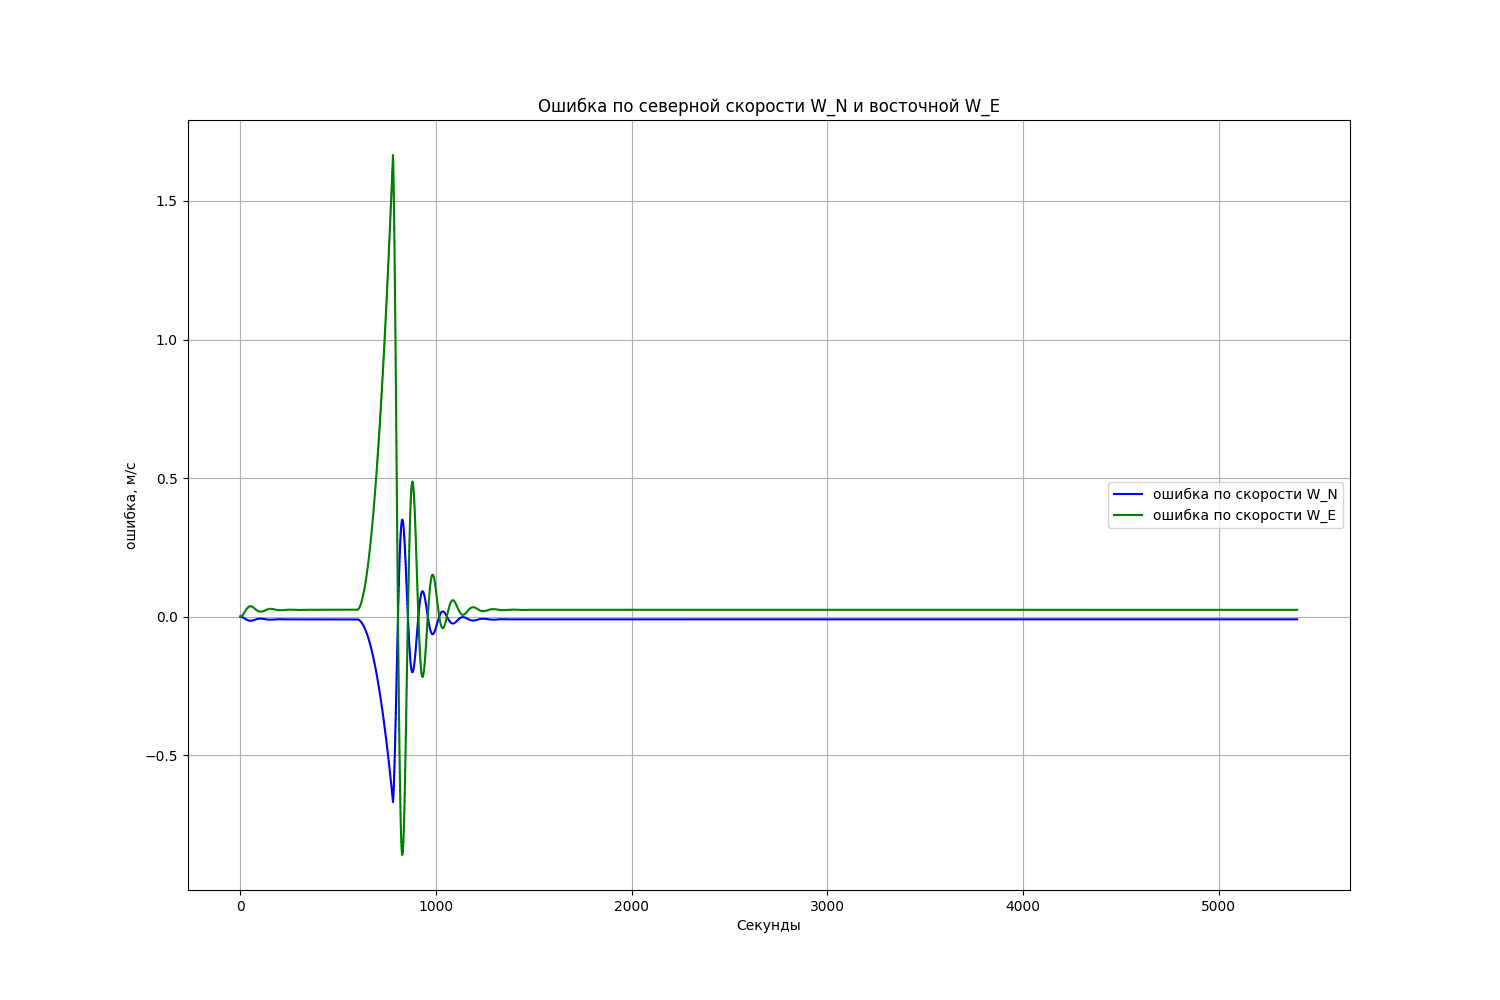 Ошибка по северной скорости W_N и восточной W_E
1.5
1.0
0.5
0.0
−0.5
ошибка, м/с
ошибка по скорости W_N
ошибка по скорости W_E
0 1000 2000 3000 4000 5000
Секунды